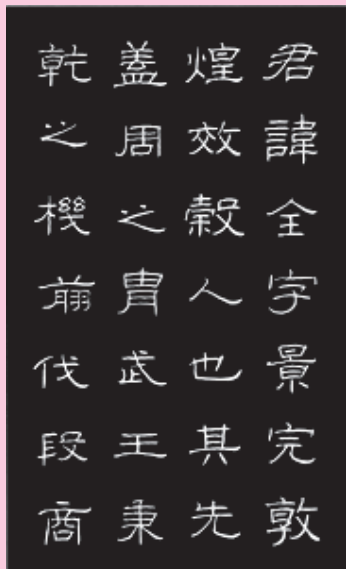 君諱全字景完敦
煌效穀人也其先
蓋周之胄武王秉
乾之機翦伐殷商